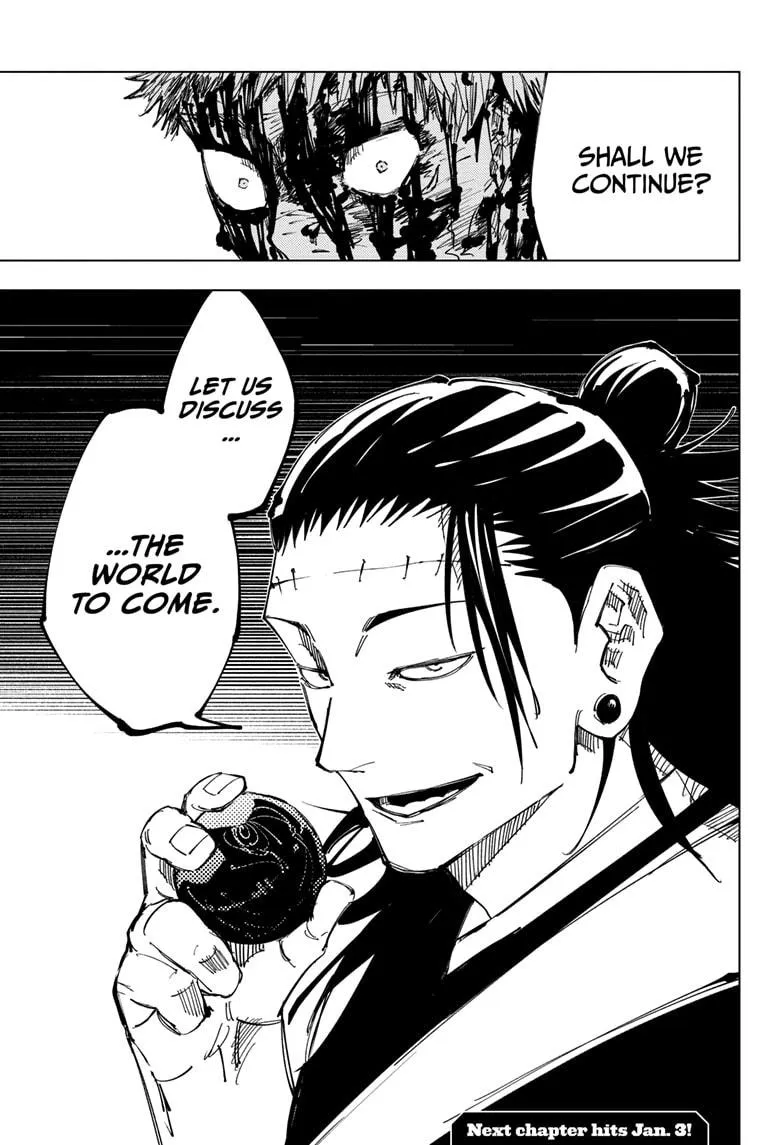 SHALL WE
CONTINUE?
LET US
DISCUSS
...
...THE
WORLD
TO COME.
Next chapter hits Jan. 3!